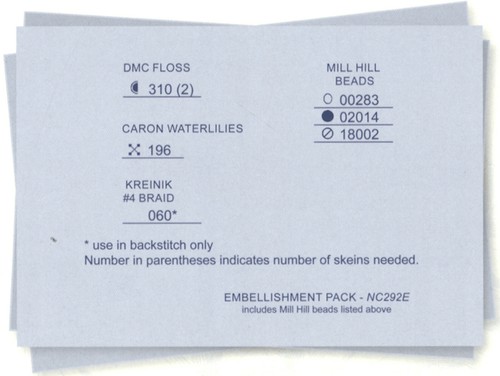 DMC FLOSS
310 (2)
CARON WATERLILIES
196
KREINIK
#4 BRAID
060*
MILL HILL
BEADS
00283
02014
18002
* use in backstitch only
Number in parentheses indicates number of skeins needed.
EMBELLISHMENT PACK - NC292E
includes Mill Hill beads listed above